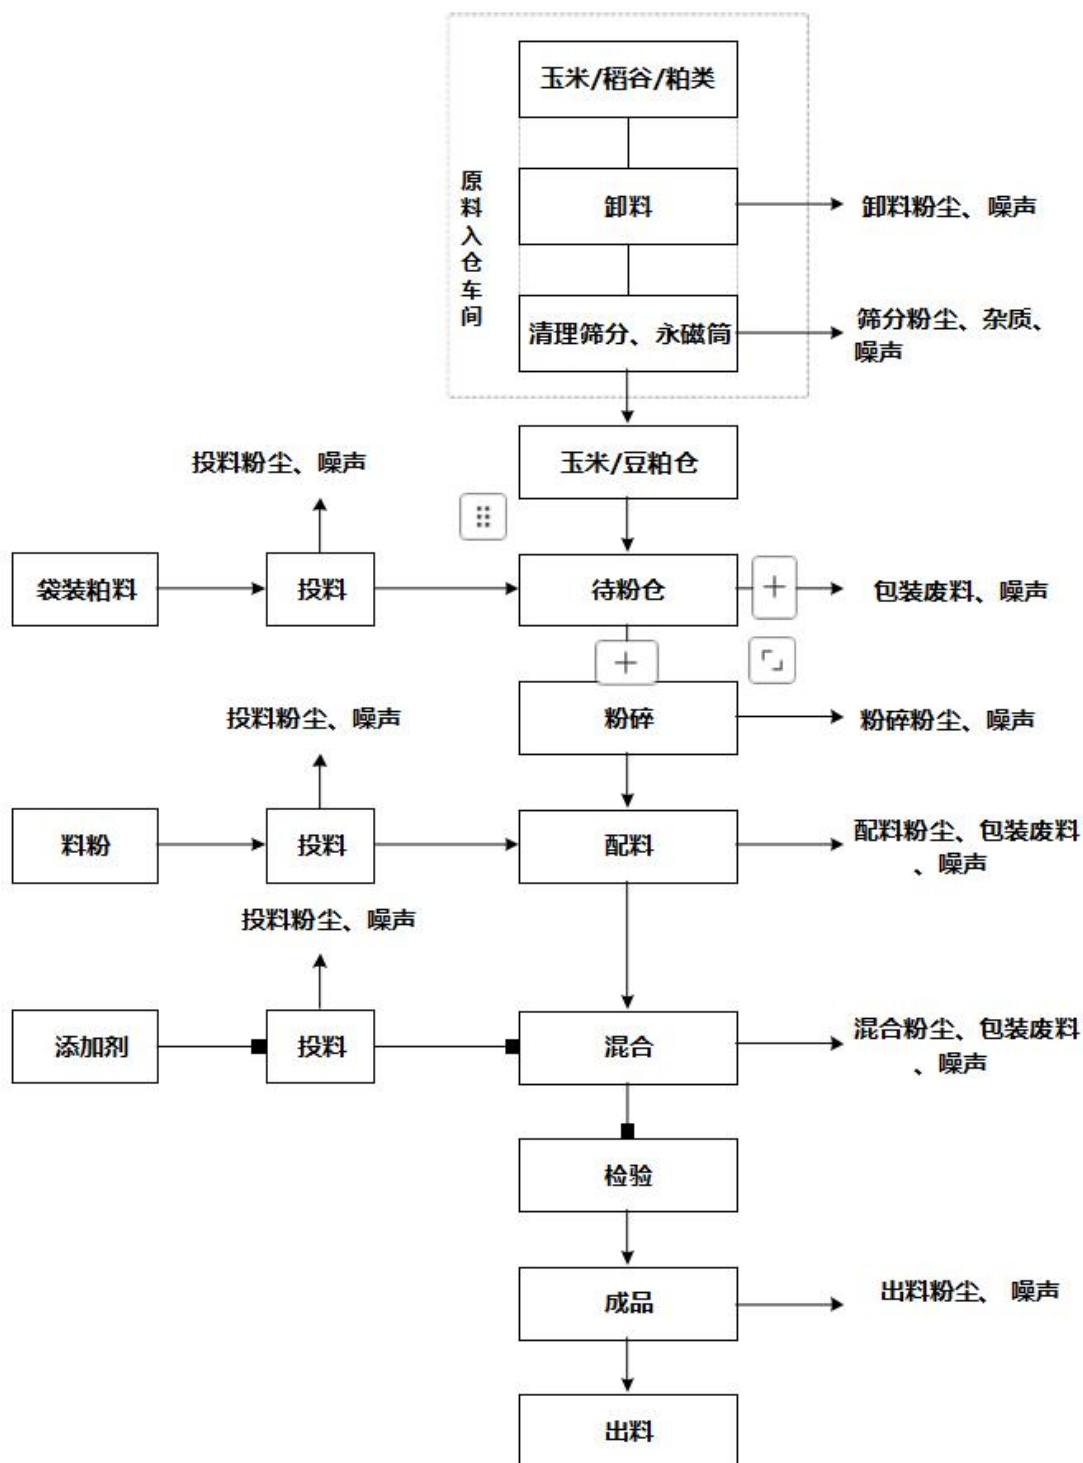 玉米/稻谷/粕类
原料入仓车间
卸料
卸料粉尘、噪声
清理筛分、永磁筒
筛分粉尘、杂质、
噪声
玉米/豆粕仓
投料粉尘、噪声
袋装粕料
投料
待粉仓
包装废料、噪声
粉碎
粉碎粉尘、噪声
投料粉尘、噪声
料粉
投料
配料
配料粉尘、包装废料
、噪声
投料粉尘、噪声
添加剂
投料
混合
混合粉尘、包装废料
、噪声
检验
成品
出料粉尘、 噪声
出料